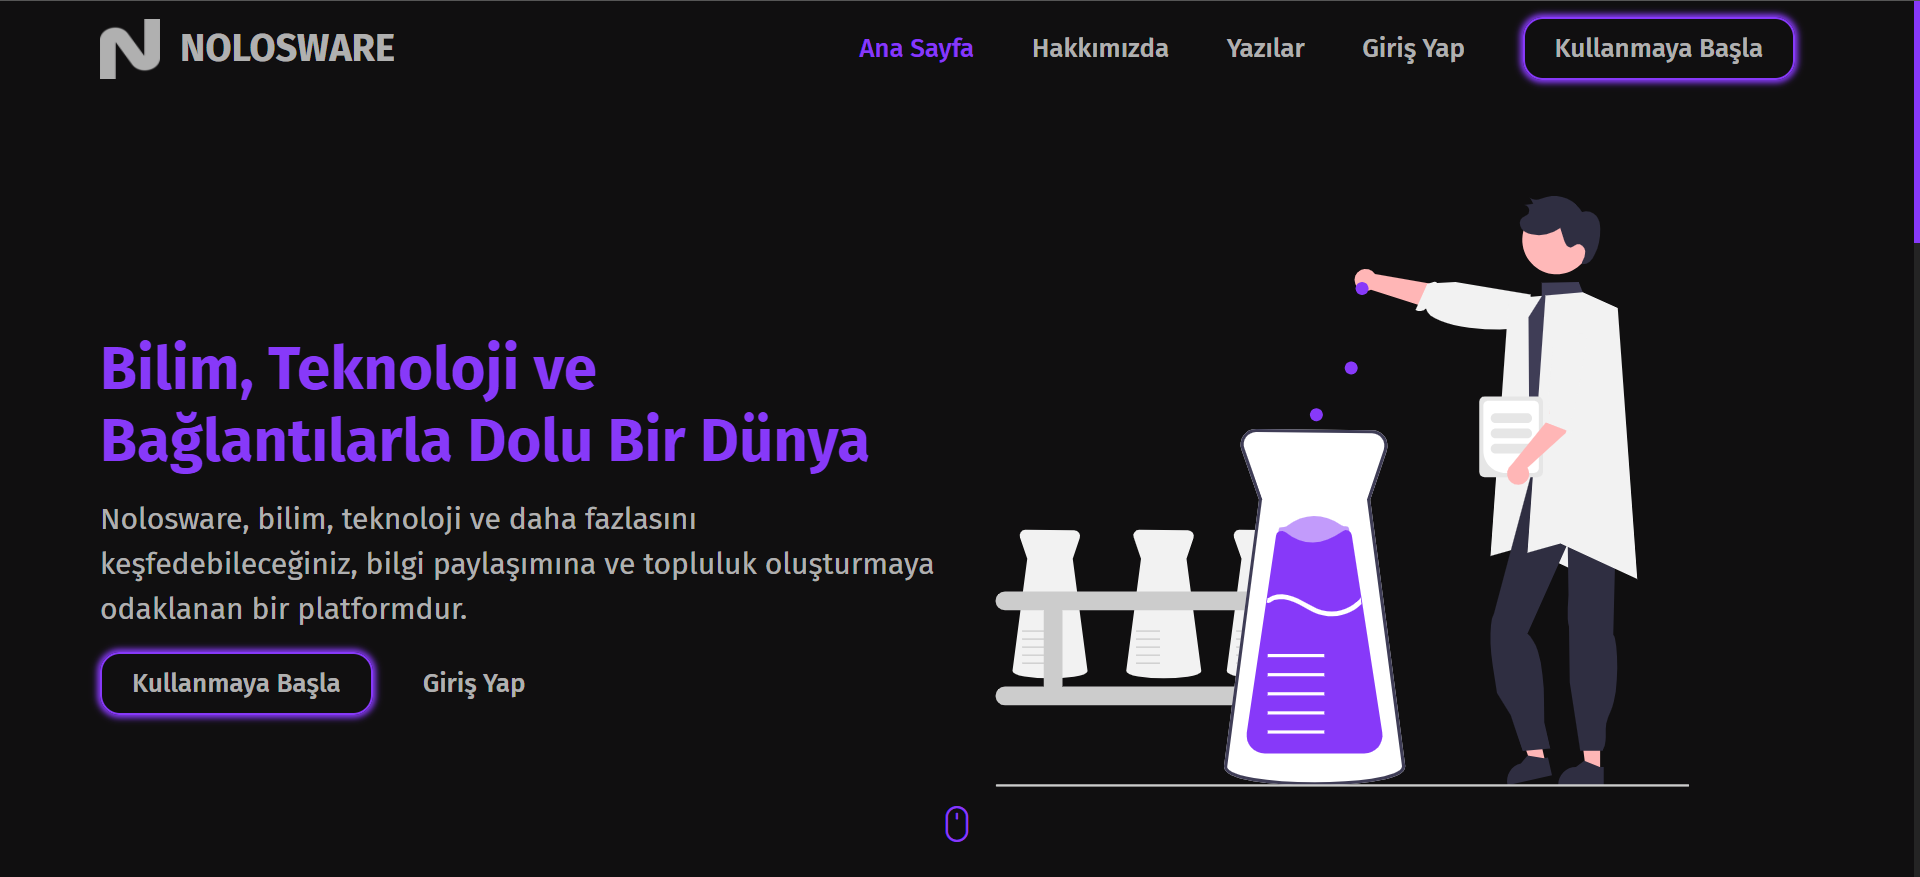 NOLOSWARE
Ana Sayfa Hakkımızda Yazılar Giriş Yap Kullanmaya Başla
Bilim, Teknoloji ve
Bağlantılarla Dolu Bir Dünya
Nolosware, bilim, teknoloji ve daha fazlasını
keşfedebileceğiniz, bilgi paylaşımına ve topluluk oluşturmaya
odaklanan bir platformdur.
Kullanmaya Başla Giriş Yap